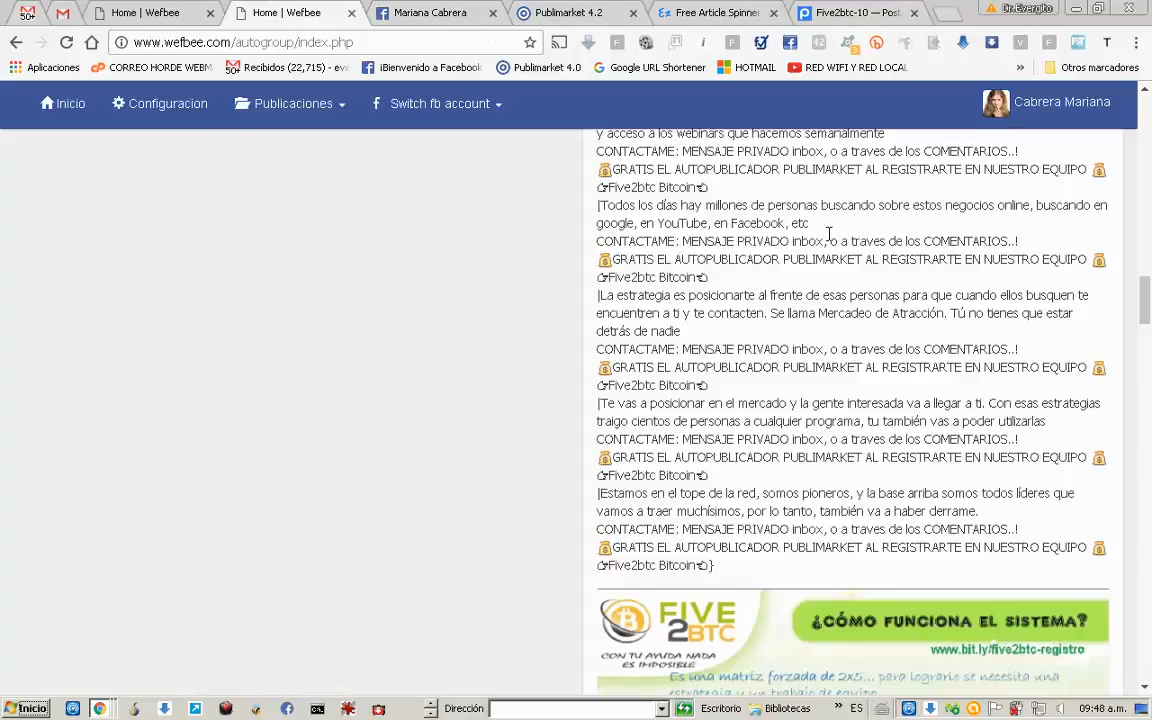 50+
Home | Wefbee
Home | Wefbee
Mariana Cabrera
Publimarket 4.2
Free Article Spinner
Five2btc-10 — Post
Dr.Evergito
www.wefbee.com/autogroup/index.php
Aplicaciones
CORREO HORDE WEBM
50+ Recibidos (22,715) - eve
¡Bienvenido a Facebook
Publimarket 4.0
Google URL Shortener
HOTMAIL
RED WIFI Y RED LOCAL
»
Otros marcadores
Inicio
Configuracion
Publicaciones
Switch fb account
Cabrera Mariana
y acceso a los webinars que hacemos semanalmente
CONTACTAME: MENSAJE PRIVADO inbox, o a traves de los COMENTARIOS..!
💰GRATIS EL AUTOPUBLICADOR PUBLIMARKET AL REGISTRARTE EN NUESTRO EQUIPO 💰
👉Five2btc Bitcoin👈
|Todos los días hay millones de personas buscando sobre estos negocios online, buscando en
google, en YouTube, en Facebook, etc
CONTACTAME: MENSAJE PRIVADO inbox, o a traves de los COMENTARIOS..!
💰GRATIS EL AUTOPUBLICADOR PUBLIMARKET AL REGISTRARTE EN NUESTRO EQUIPO 💰
👉Five2btc Bitcoin👈
|La estrategia es posicionarte al frente de esas personas para que cuando ellos busquen te
encuentren a ti y te contacten. Se llama Mercadeo de Atracción. Tú no tienes que estar
detrás de nadie
CONTACTAME: MENSAJE PRIVADO inbox, o a traves de los COMENTARIOS..!
💰GRATIS EL AUTOPUBLICADOR PUBLIMARKET AL REGISTRARTE EN NUESTRO EQUIPO 💰
👉Five2btc Bitcoin👈
|Te vas a posicionar en el mercado y la gente interesada va a llegar a ti. Con esas estrategias
traigo cientos de personas a cualquier programa, tu también vas a poder utilizarlas
CONTACTAME: MENSAJE PRIVADO inbox, o a traves de los COMENTARIOS..!
💰GRATIS EL AUTOPUBLICADOR PUBLIMARKET AL REGISTRARTE EN NUESTRO EQUIPO 💰
👉Five2btc Bitcoin👈
|Estamos en el tope de la red, somos pioneros, y la base arriba somos todos líderes que
vamos a traer muchísimos, por lo tanto, también va a haber derrame.
CONTACTAME: MENSAJE PRIVADO inbox, o a traves de los COMENTARIOS..!
💰GRATIS EL AUTOPUBLICADOR PUBLIMARKET AL REGISTRARTE EN NUESTRO EQUIPO 💰
👉Five2btc Bitcoin👈}
FIVE
2BTC
CON TU AYUDA NADA
ES IMPOSIBLE
¿CÓMO FUNCIONA EL SISTEMA?
www.bit.ly/five2btc-registro
Es una matriz forzada de 2x5... para lograrlo se necesita una
estrategia y un trabajo de equipo
Inicio
Dirección
Escritorio
Bibliotecas
»
ES
09:48 a.m.